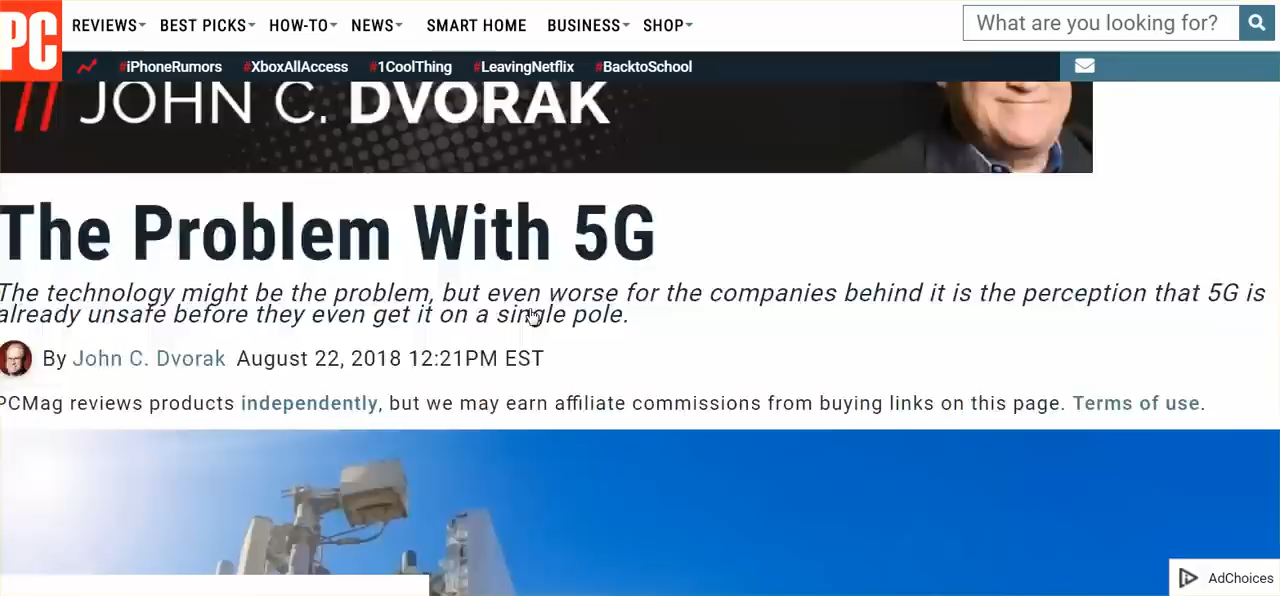 PC
REVIEWS BEST PICKS HOW-TO NEWS SMART HOME BUSINESS SHOP
What are you looking for?
#iPhoneRumors #XboxAllAccess #1CoolThing #LeavingNetflix #BacktoSchool
// JOHN C. DVORAK
The Problem With 5G
The technology might be the problem, but even worse for the companies behind it is the perception that 5G is
already unsafe before they even get it on a single pole.
By John C. Dvorak August 22, 2018 12:21PM EST
PCMag reviews products independently, but we may earn affiliate commissions from buying links on this page. Terms of use.
AdChoices